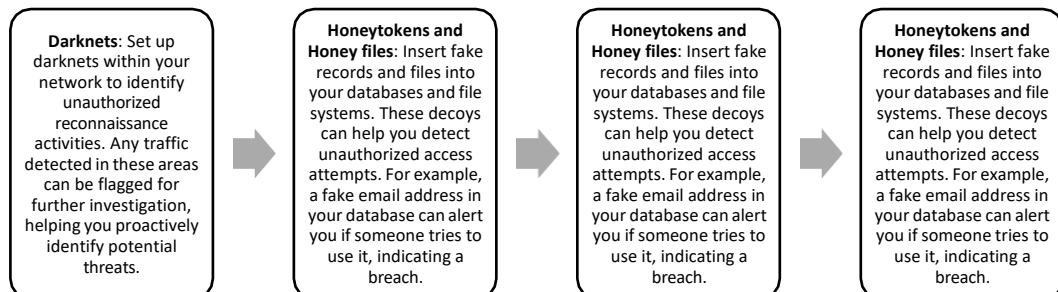 Darknets: Set up
darknets within your
network to identify
unauthorized
reconnaissance
activities. Any traffic
detected in these areas
can be flagged for
further investigation,
helping you proactively
identify potential
threats.
Honeytokens and
Honey files: Insert fake
records and files into
your databases and file
systems. These decoys
can help you detect
unauthorized access
attempts. For example,
a fake email address in
your database can alert
you if someone tries to
use it, indicating a
breach.
Honeytokens and
Honey files: Insert fake
records and files into
your databases and file
systems. These decoys
can help you detect
unauthorized access
attempts. For example,
a fake email address in
your database can alert
you if someone tries to
use it, indicating a
breach.
Honeytokens and
Honey files: Insert fake
records and files into
your databases and file
systems. These decoys
can help you detect
unauthorized access
attempts. For example,
a fake email address in
your database can alert
you if someone tries to
use it, indicating a
breach.